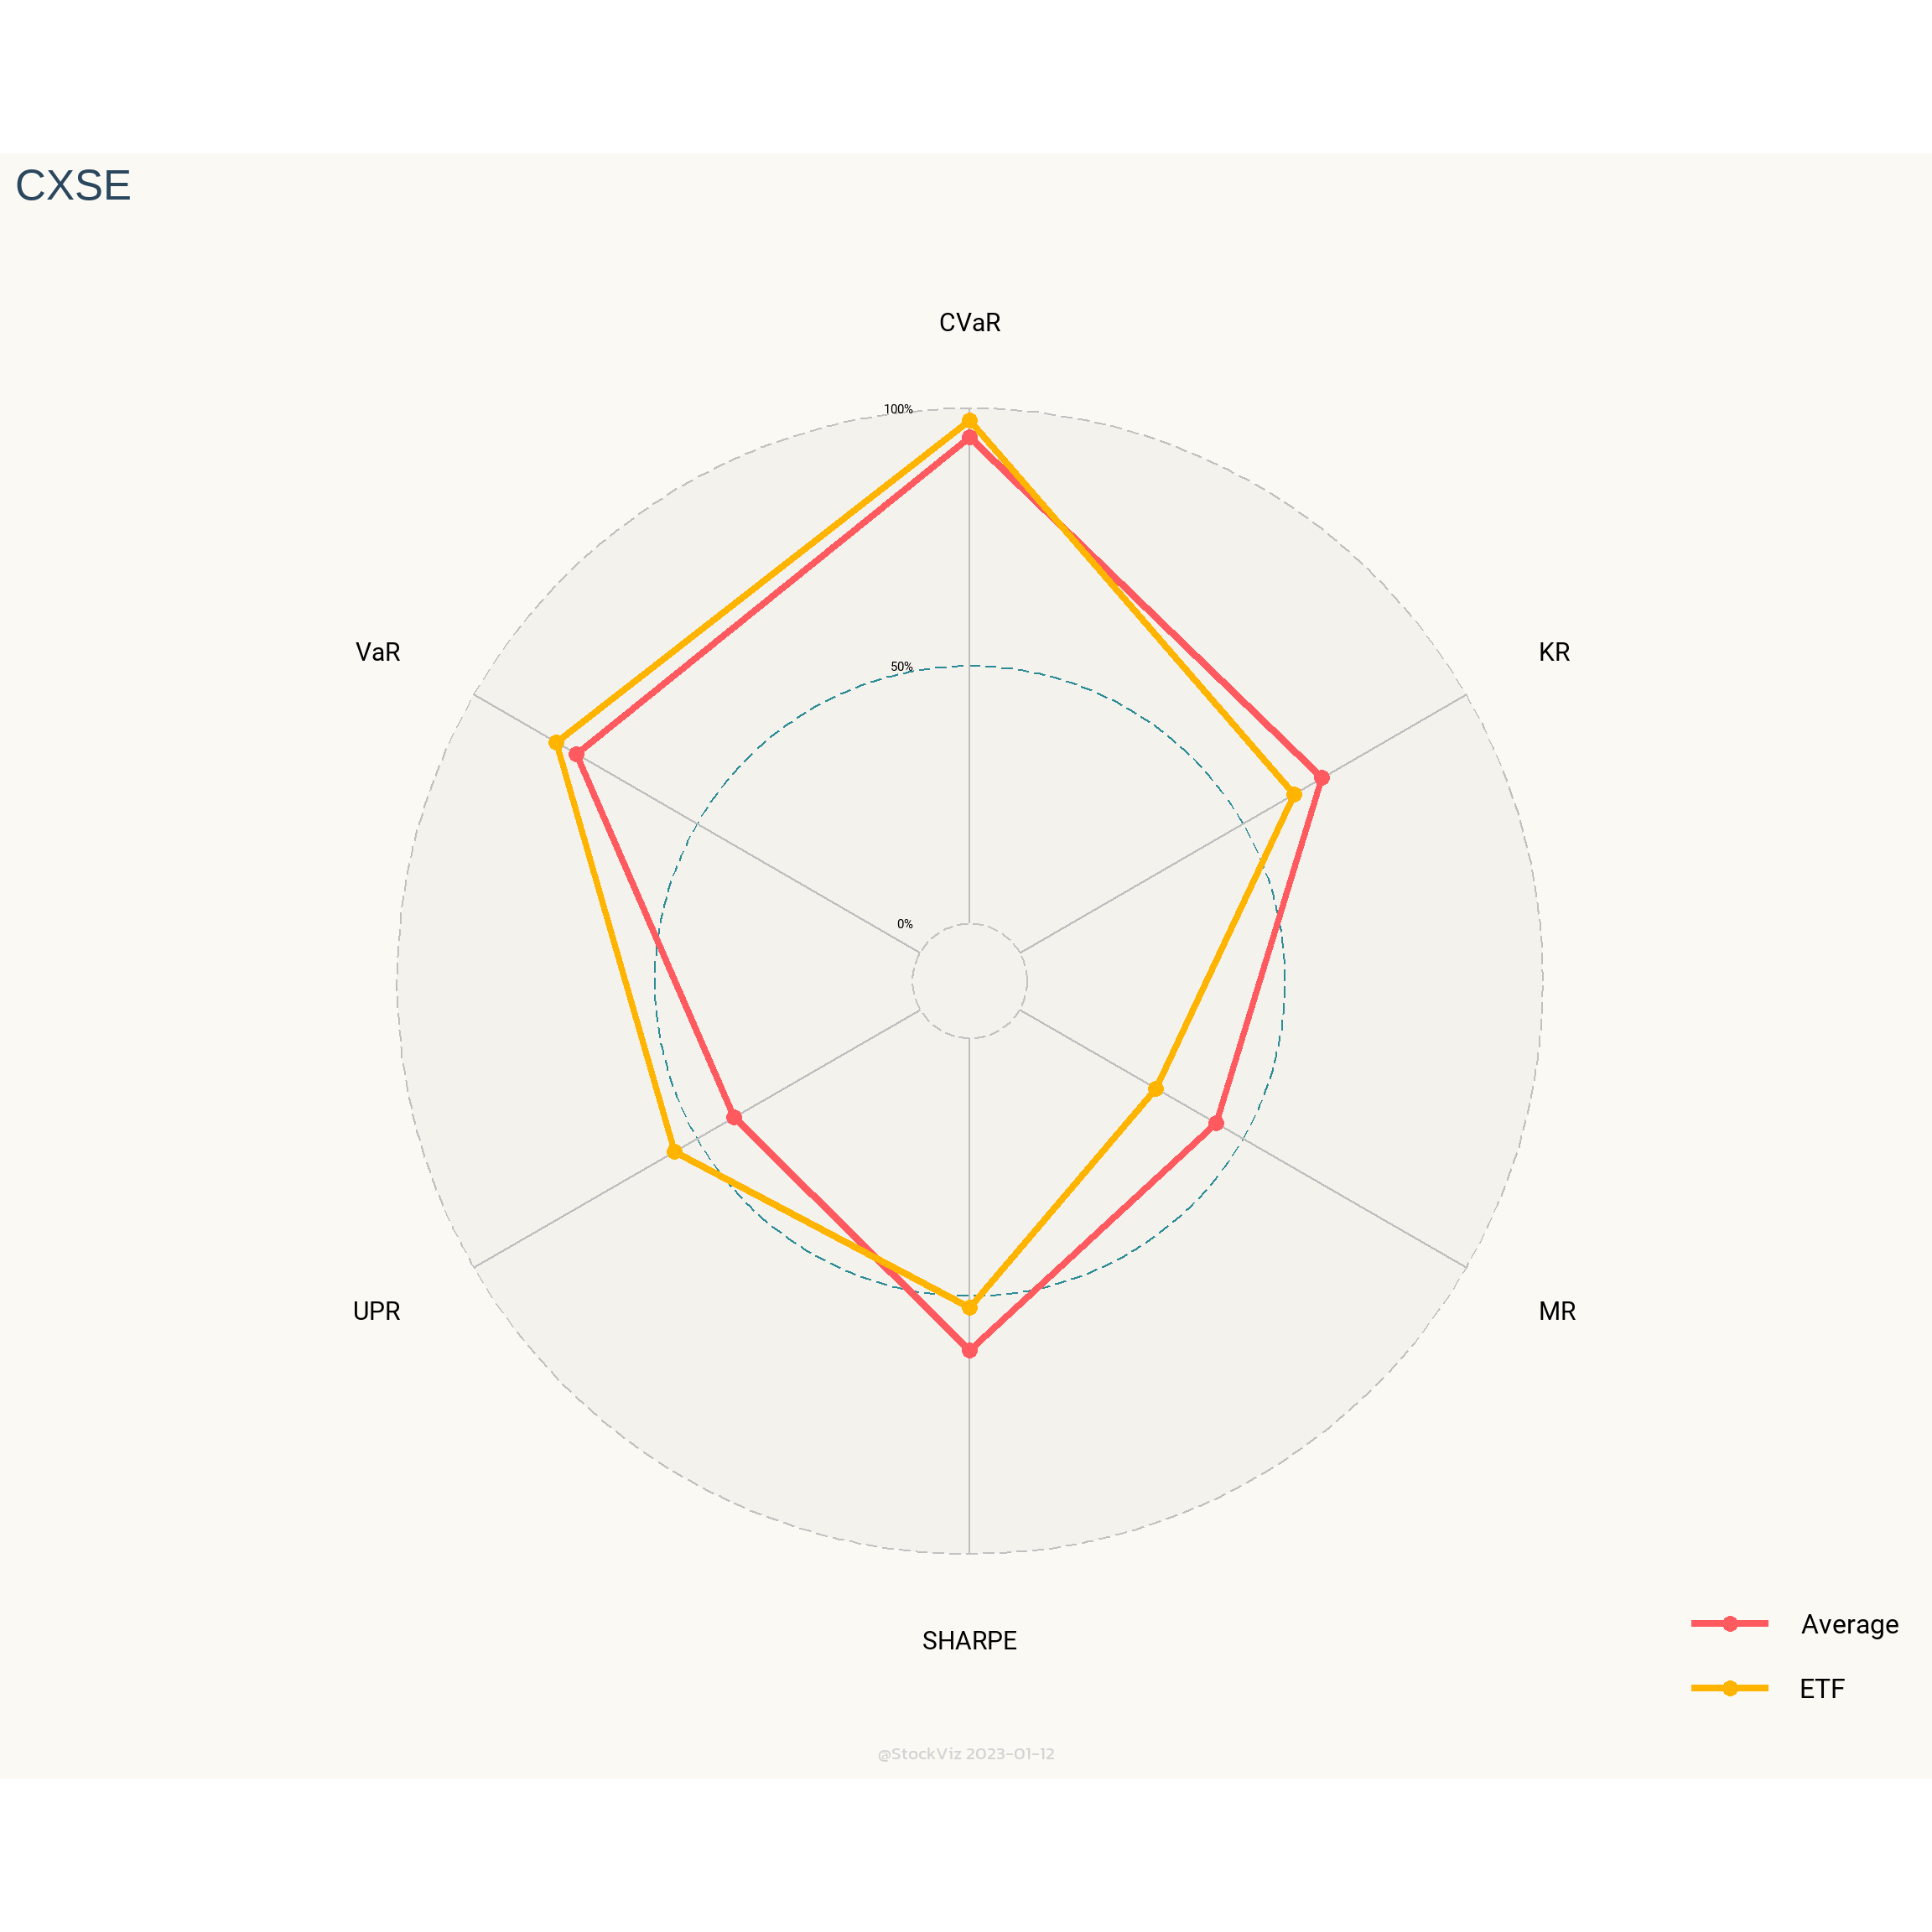 CXSE
CVaR
100%
VaR
KR
50%
0%
UPR
MR
SHARPE
Average
ETF
@StockViz 2023-01-12